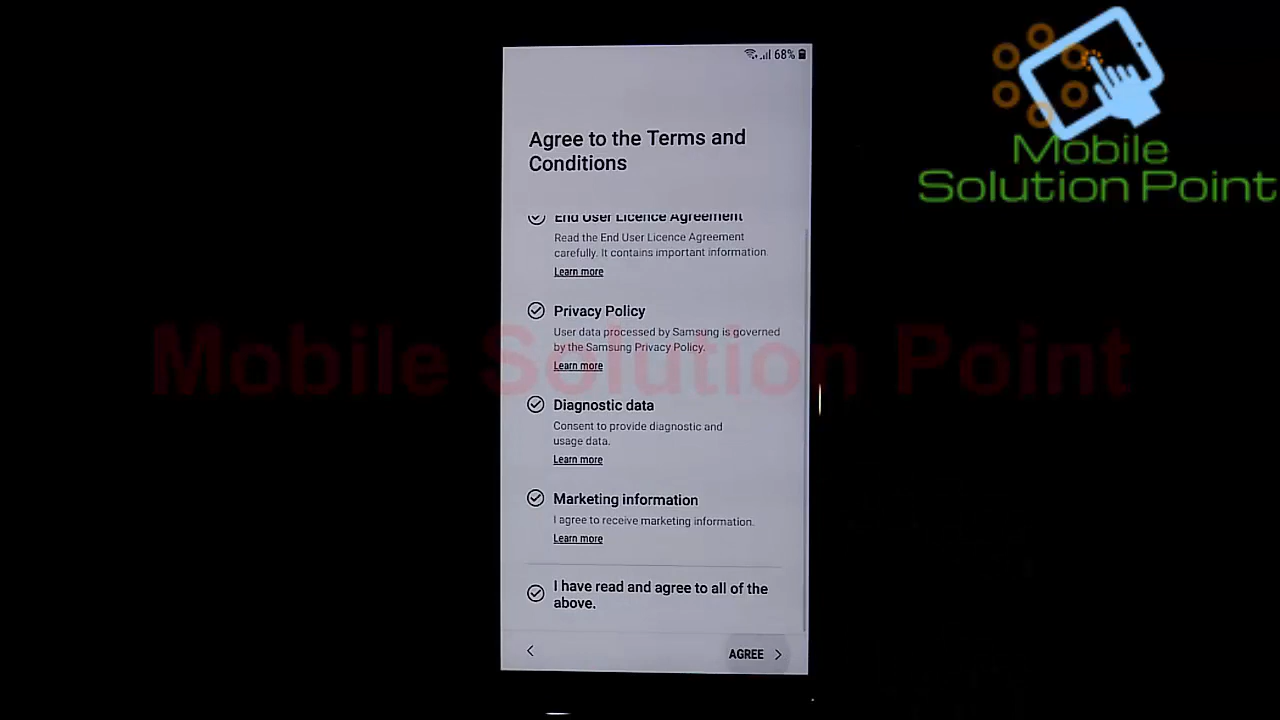 68%
Mobile
Solution Point
Agree to the Terms and
Conditions
End User Licence Agreement
Read the End User Licence Agreement
carefully. It contains important information.
Learn more
Privacy Policy
User data processed by Samsung is governed
by the Samsung Privacy Policy.
Learn more
Mobile Solution Point
Diagnostic data
Consent to provide diagnostic and
usage data.
Learn more
Marketing information
I agree to receive marketing information.
Learn more
I have read and agree to all of the
above.
AGREE